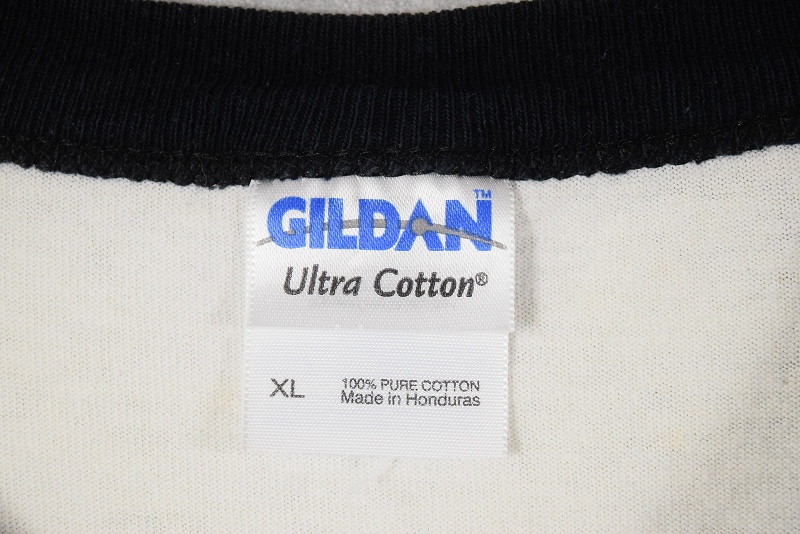 GILDAN™
Ultra Cotton®
XL
100% PURE COTTON
Made in Honduras